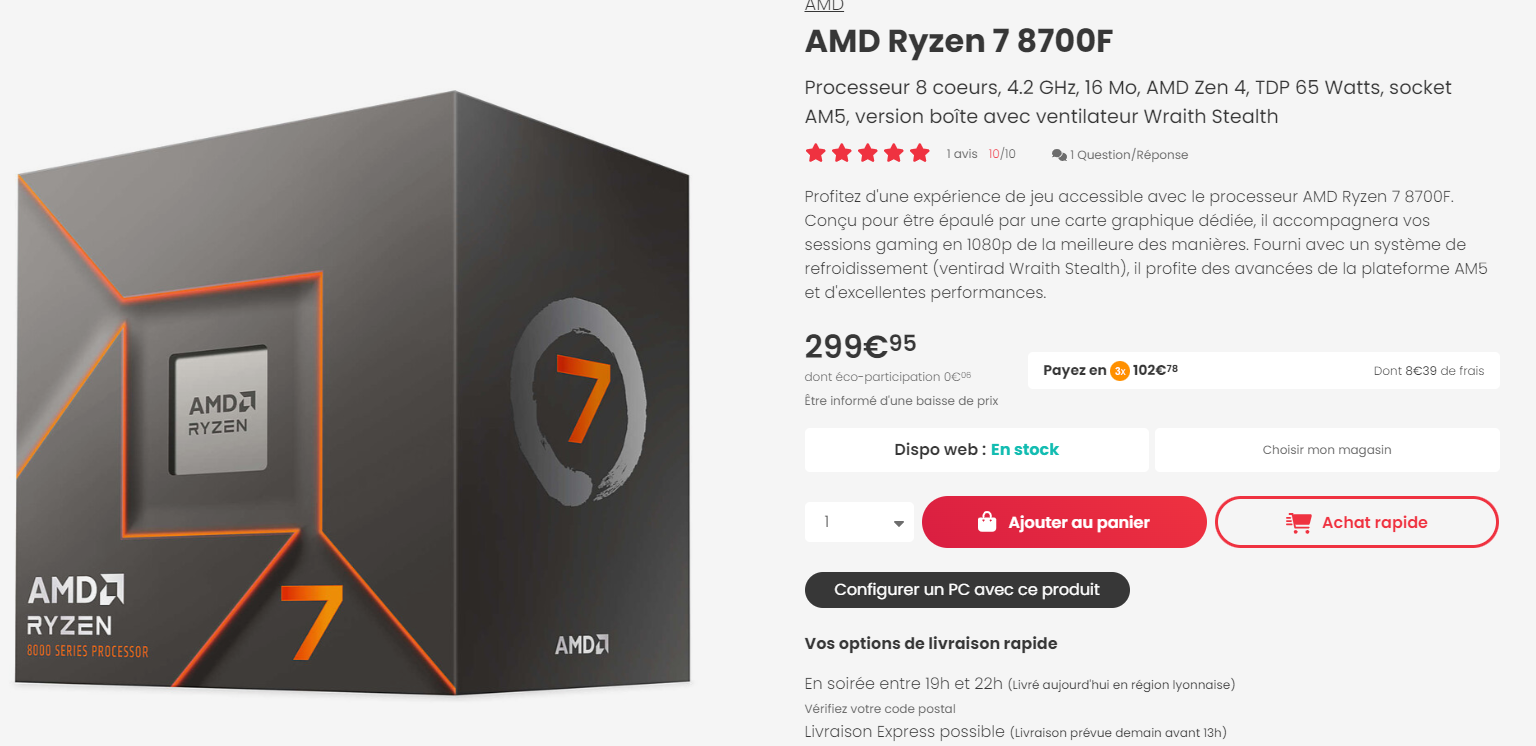 AMD
AMD Ryzen 7 8700F
Processeur 8 coeurs, 4.2 GHz, 16 Mo, AMD Zen 4, TDP 65 Watts, socket
AM5, version boîte avec ventilateur Wraith Stealth
1 avis 10/10 1 Question/Réponse
Profitez d'une expérience de jeu accessible avec le processeur AMD Ryzen 7 8700F.
Conçu pour être épaulé par une carte graphique dédiée, il accompagnera vos
sessions gaming en 1080p de la meilleure des manières. Fourni avec un système de
refroidissement (ventirad Wraith Stealth), il profite des avancées de la plateforme AM5
et d'excellentes performances.
299€95
dont éco-participation 0€06
Être informé d'une baisse de prix
Payez en 3x 102€78 Dont 8€39 de frais
Dispo web : En stock
Choisir mon magasin
1
Ajouter au panier
Achat rapide
Configurer un PC avec ce produit
Vos options de livraison rapide
En soirée entre 19h et 22h (Livré aujourd'hui en région lyonnaise)
Vérifiez votre code postal
Livraison Express possible (Livraison prévue demain avant 13h)
AMD
RYZEN
7
AMD
RYZEN
8000 SERIES PROCESSOR
7
AMD